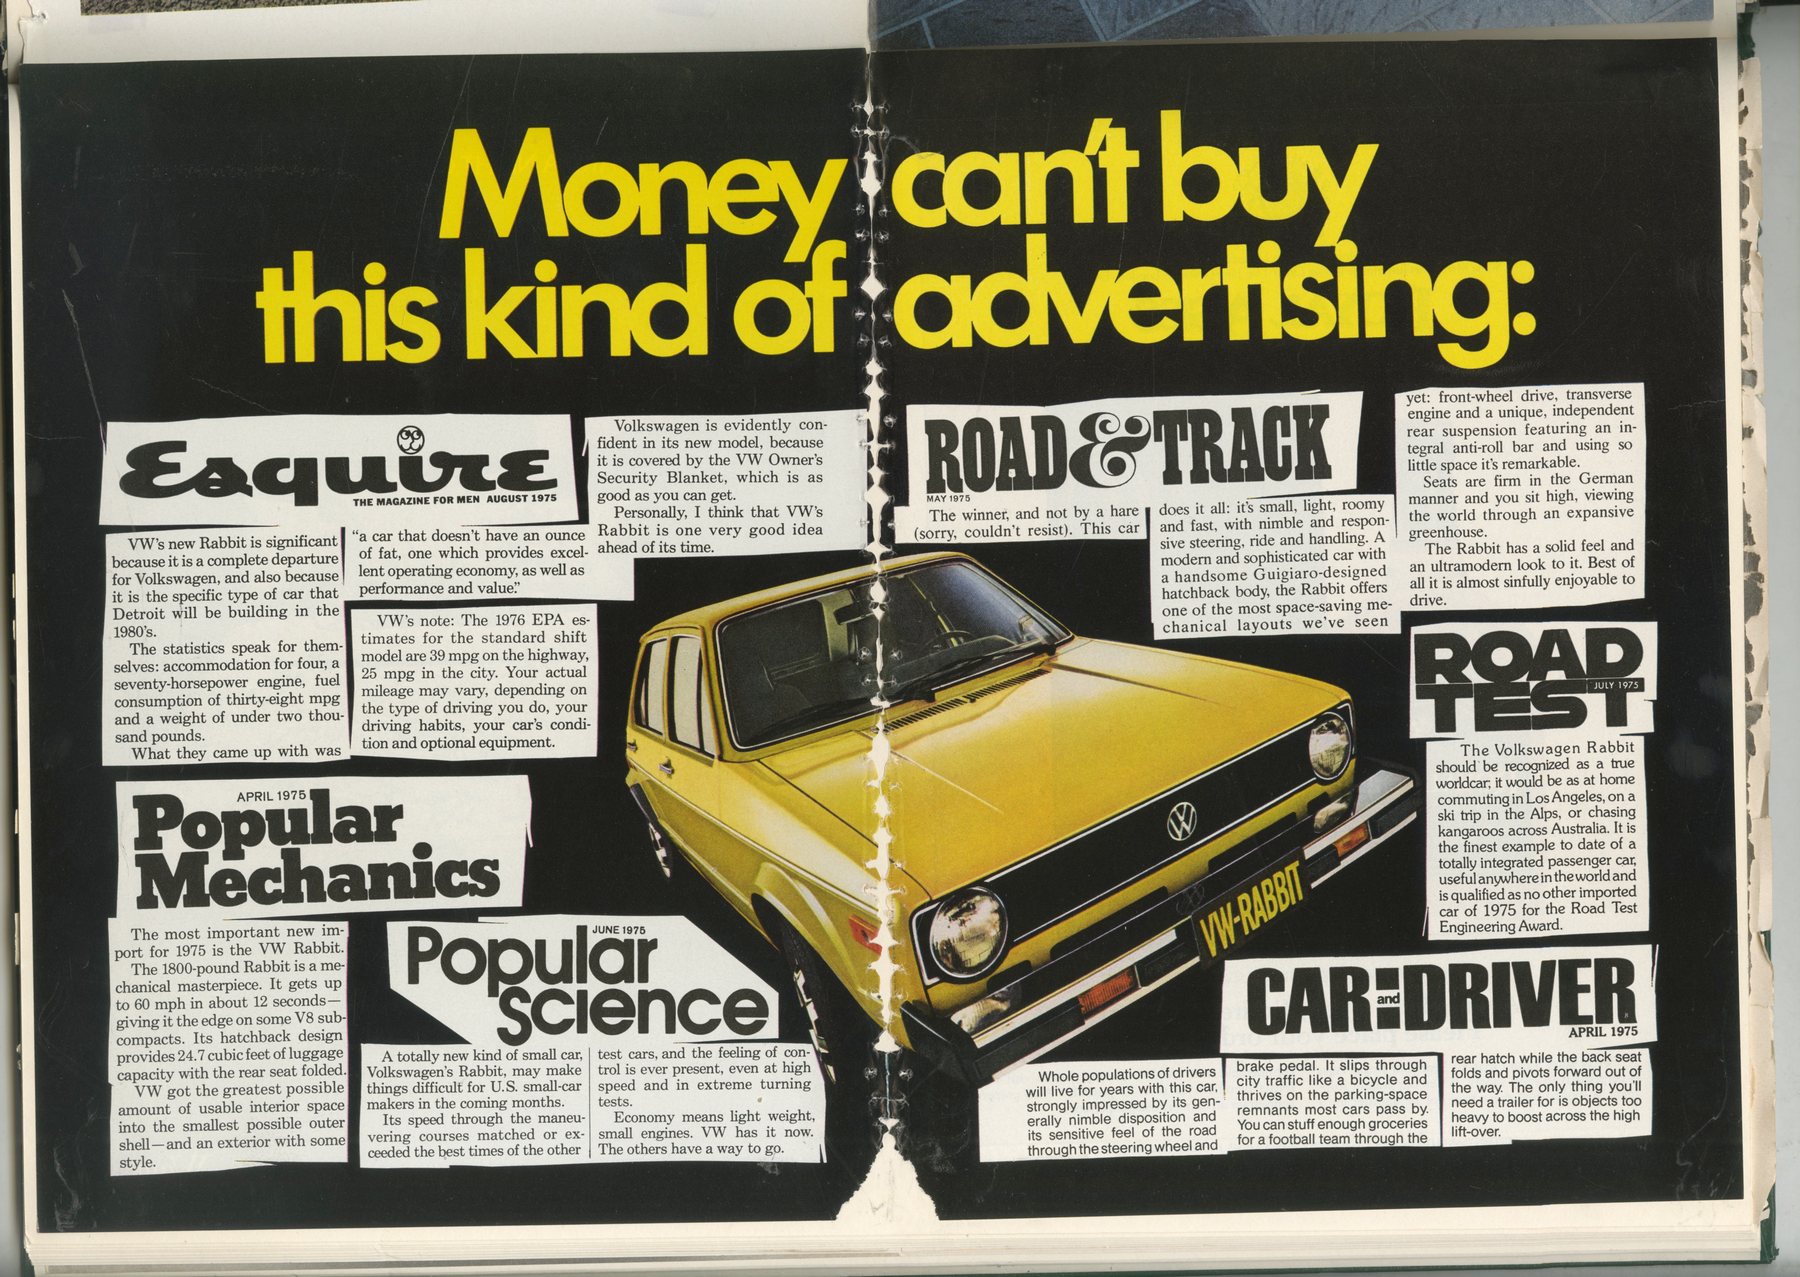 Money can't buy
this kind of advertising:
Esquire
THE MAGAZINE FOR MEN AUGUST 1975
VW's new Rabbit is significant
because it is a complete departure
for Volkswagen, and also because
it is the specific type of car that
Detroit will be building in the
1980's.
The statistics speak for them-
selves: accommodation for four, a
seventy-horsepower engine, fuel
consumption of thirty-eight mpg
and a weight of under two thou-
sand pounds.
What they came up with was
"a car that doesn't have an ounce
of fat, one which provides excel-
lent operating economy, as well as
performance and value."
VW's note: The 1976 EPA es-
timates for the standard shift
model are 39 mpg on the highway,
25 mpg in the city. Your actual
mileage may vary, depending on
the type of driving you do, your
driving habits, your car's condi-
tion and optional equipment.
Volkswagen is evidently con-
fident in its new model, because
it is covered by the VW Owner's
Security Blanket, which is as
good as you can get.
Personally, I think that VW's
Rabbit is one very good idea
ahead of its time.
ROAD & TRACK
MAY 1975
The winner, and not by a hare
(sorry, couldn't resist). This car
does it all: it's small, light, roomy
and fast, with nimble and respon-
sive steering, ride and handling. A
modern and sophisticated car with
a handsome Guigiaro-designed
hatchback body, the Rabbit offers
one of the most space-saving me-
chanical layouts we've seen
yet: front-wheel drive, transverse
engine and a unique, independent
rear suspension featuring an in-
tegral anti-roll bar and using so
little space it's remarkable.
Seats are firm in the German
manner and you sit high, viewing
the world through an expansive
greenhouse.
The Rabbit has a solid feel and
an ultramodern look to it. Best of
all it is almost sinfully enjoyable to
drive.
ROAD
TEST
JULY 1975
The Volkswagen Rabbit
should be recognized as a true
worldcar; it would be as at home
commuting in Los Angeles, on a
ski trip in the Alps, or chasing
kangaroos across Australia. It is
the finest example to date of a
totally integrated passenger car,
useful anywhere in the world and
is qualified as no other imported
car of 1975 for the Road Test
Engineering Award.
APRIL 1975
Popular
Mechanics
The most important new im-
port for 1975 is the VW Rabbit.
The 1800-pound Rabbit is a me-
chanical masterpiece. It gets up
to 60 mph in about 12 seconds—
giving it the edge on some V8 sub-
compacts. Its hatchback design
provides 24.7 cubic feet of luggage
capacity with the rear seat folded.
VW got the greatest possible
amount of usable interior space
into the smallest possible outer
shell—and an exterior with some
style.
JUNE 1975
Popular
Science
A totally new kind of small car,
Volkswagen's Rabbit, may make
things difficult for U.S. small-car
makers in the coming months.
Its speed through the maneu-
vering courses matched or ex-
ceeded the best times of the other
test cars, and the feeling of con-
trol is ever present, even at high
speed and in extreme turning
tests.
Economy means light weight,
small engines. VW has it now.
The others have a way to go.
VW-RABBIT
CAR and DRIVER
APRIL 1975
Whole populations of drivers
will live for years with this car,
strongly impressed by its gen-
erally nimble disposition and
its sensitive feel of the road
through the steering wheel and
brake pedal. It slips through
city traffic like a bicycle and
thrives on the parking-space
remnants most cars pass by.
You can stuff enough groceries
for a football team through the
rear hatch while the back seat
folds and pivots forward out of
the way. The only thing you'll
need a trailer for is objects too
heavy to boost across the high
lift-over.